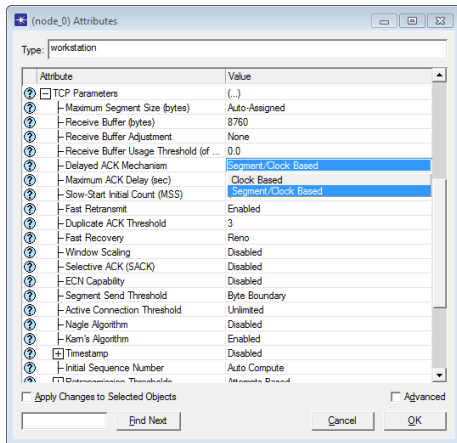 (node_0) Attributes
Type: workstation
Attribute Value
TCP Parameters (...)
Maximum Segment Size (bytes) Auto-Assigned
Receive Buffer (bytes) 8760
Receive Buffer Adjustment None
Receive Buffer Usage Threshold (of ... 0.0
Delayed ACK Mechanism Segment/Clock Based
Maximum ACK Delay (sec) Clock Based
Slow-Start Initial Count (MSS) Segment/Clock Based
Fast Retransmit Enabled
Duplicate ACK Threshold 3
Fast Recovery Reno
Window Scaling Disabled
Selective ACK (SACK) Disabled
ECN Capability Disabled
Segment Send Threshold Byte Boundary
Active Connection Threshold Unlimited
Nagle Algorithm Disabled
Karn's Algorithm Enabled
Timestamp Disabled
Initial Sequence Number Auto Compute
Retransmission Thresholds Attempts Based
Apply Changes to Selected Objects Advanced
Find Next Cancel OK